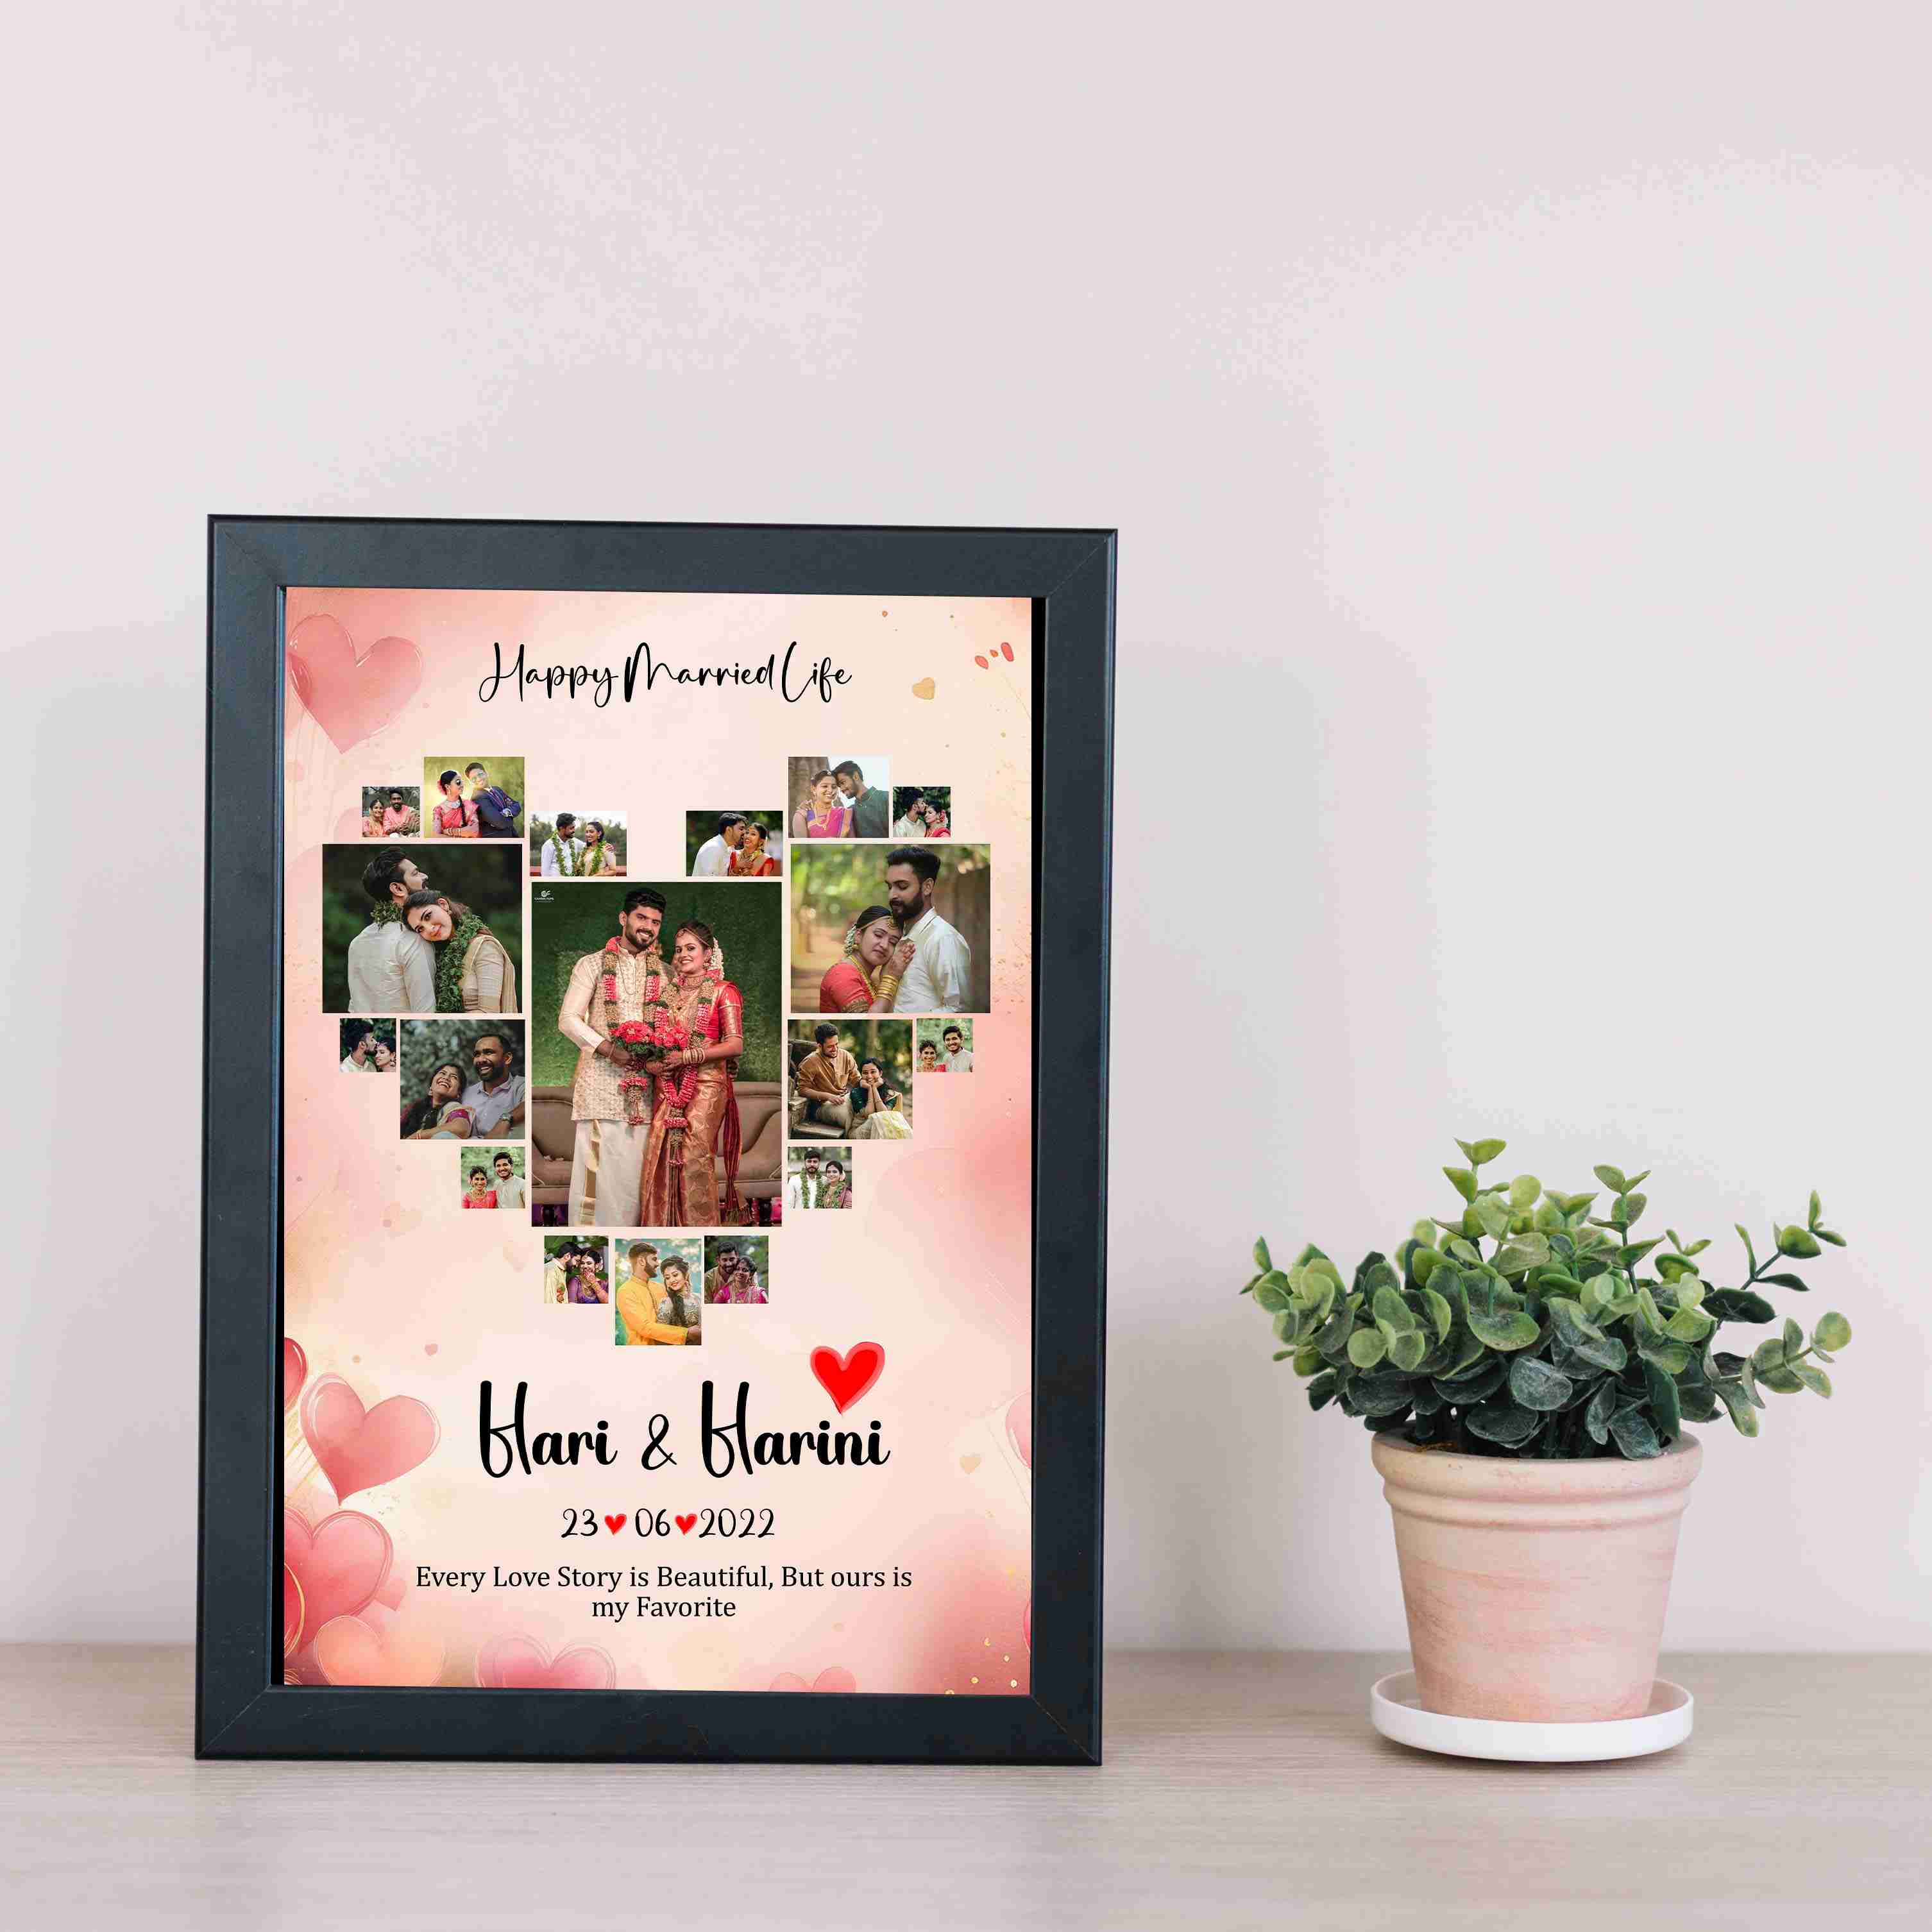 Happy Married Life
Hari & Harini
23 ♥ 06 ♥ 2022
Every Love Story is Beautiful, But ours is
my Favorite